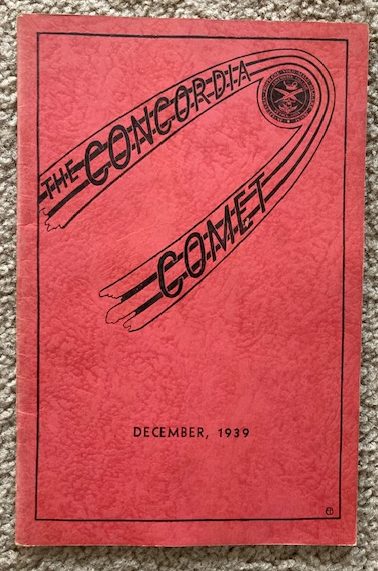 THE CONCORDIA
COMET
DECEMBER, 1939